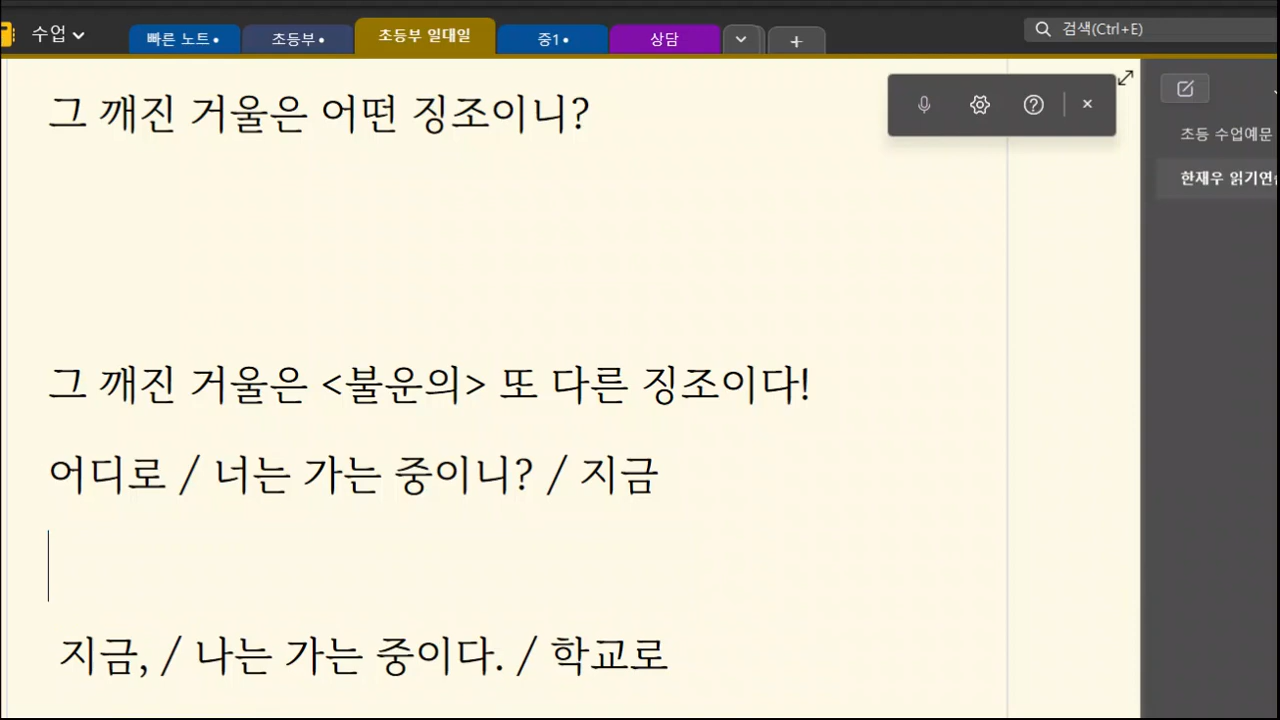 수업
빠른 노트•
초등부•
초등부 일대일
중1•
상담
+
검색(Ctrl+E)
그 깨진 거울은 어떤 징조이니?
초등 수업예문
한재우 읽기연
그 깨진 거울은 <불운의> 또 다른 징조이다!
어디로 / 너는 가는 중이니? / 지금
지금, / 나는 가는 중이다. / 학교로